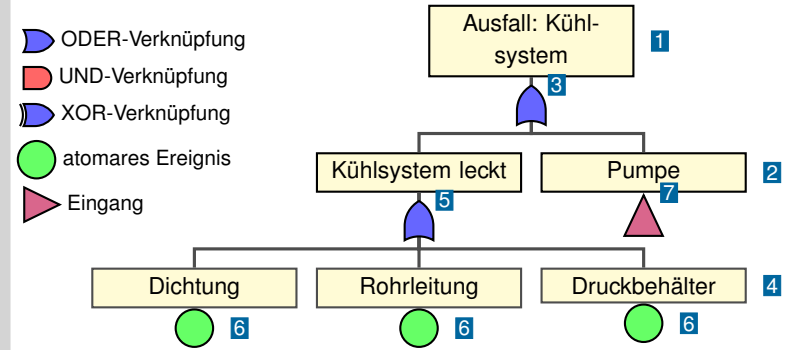 ODER-Verknüpfung
UND-Verknüpfung
XOR-Verknüpfung
atomares Ereignis
Eingang
Ausfall: Kühl-
system
1
3
Kühlsystem leckt
Pumpe
2
5
7
Dichtung
Rohrleitung
Druckbehälter
4
6
6
6